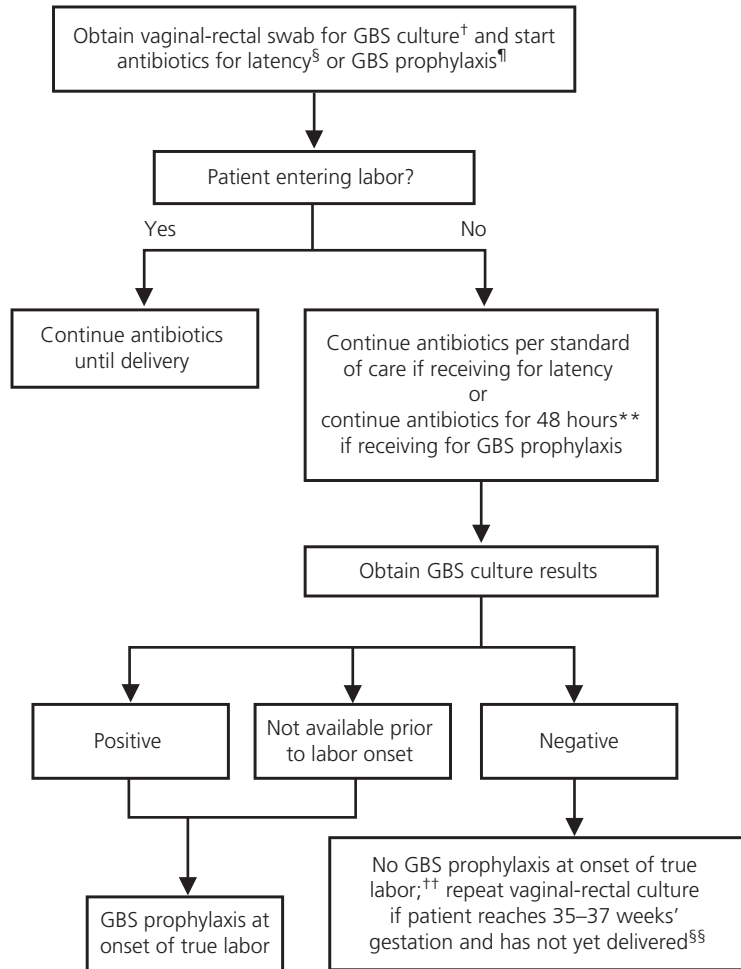 Obtain vaginal-rectal swab for GBS culture† and start
antibiotics for latency§ or GBS prophylaxis¶
Patient entering labor?
Yes
No
Continue antibiotics
until delivery
Continue antibiotics per standard
of care if receiving for latency
or
continue antibiotics for 48 hours**
if receiving for GBS prophylaxis
Obtain GBS culture results
Positive
Not available prior
to labor onset
Negative
GBS prophylaxis at
onset of true labor
No GBS prophylaxis at onset of true
labor;†† repeat vaginal-rectal culture
if patient reaches 35–37 weeks’
gestation and has not yet delivered§§